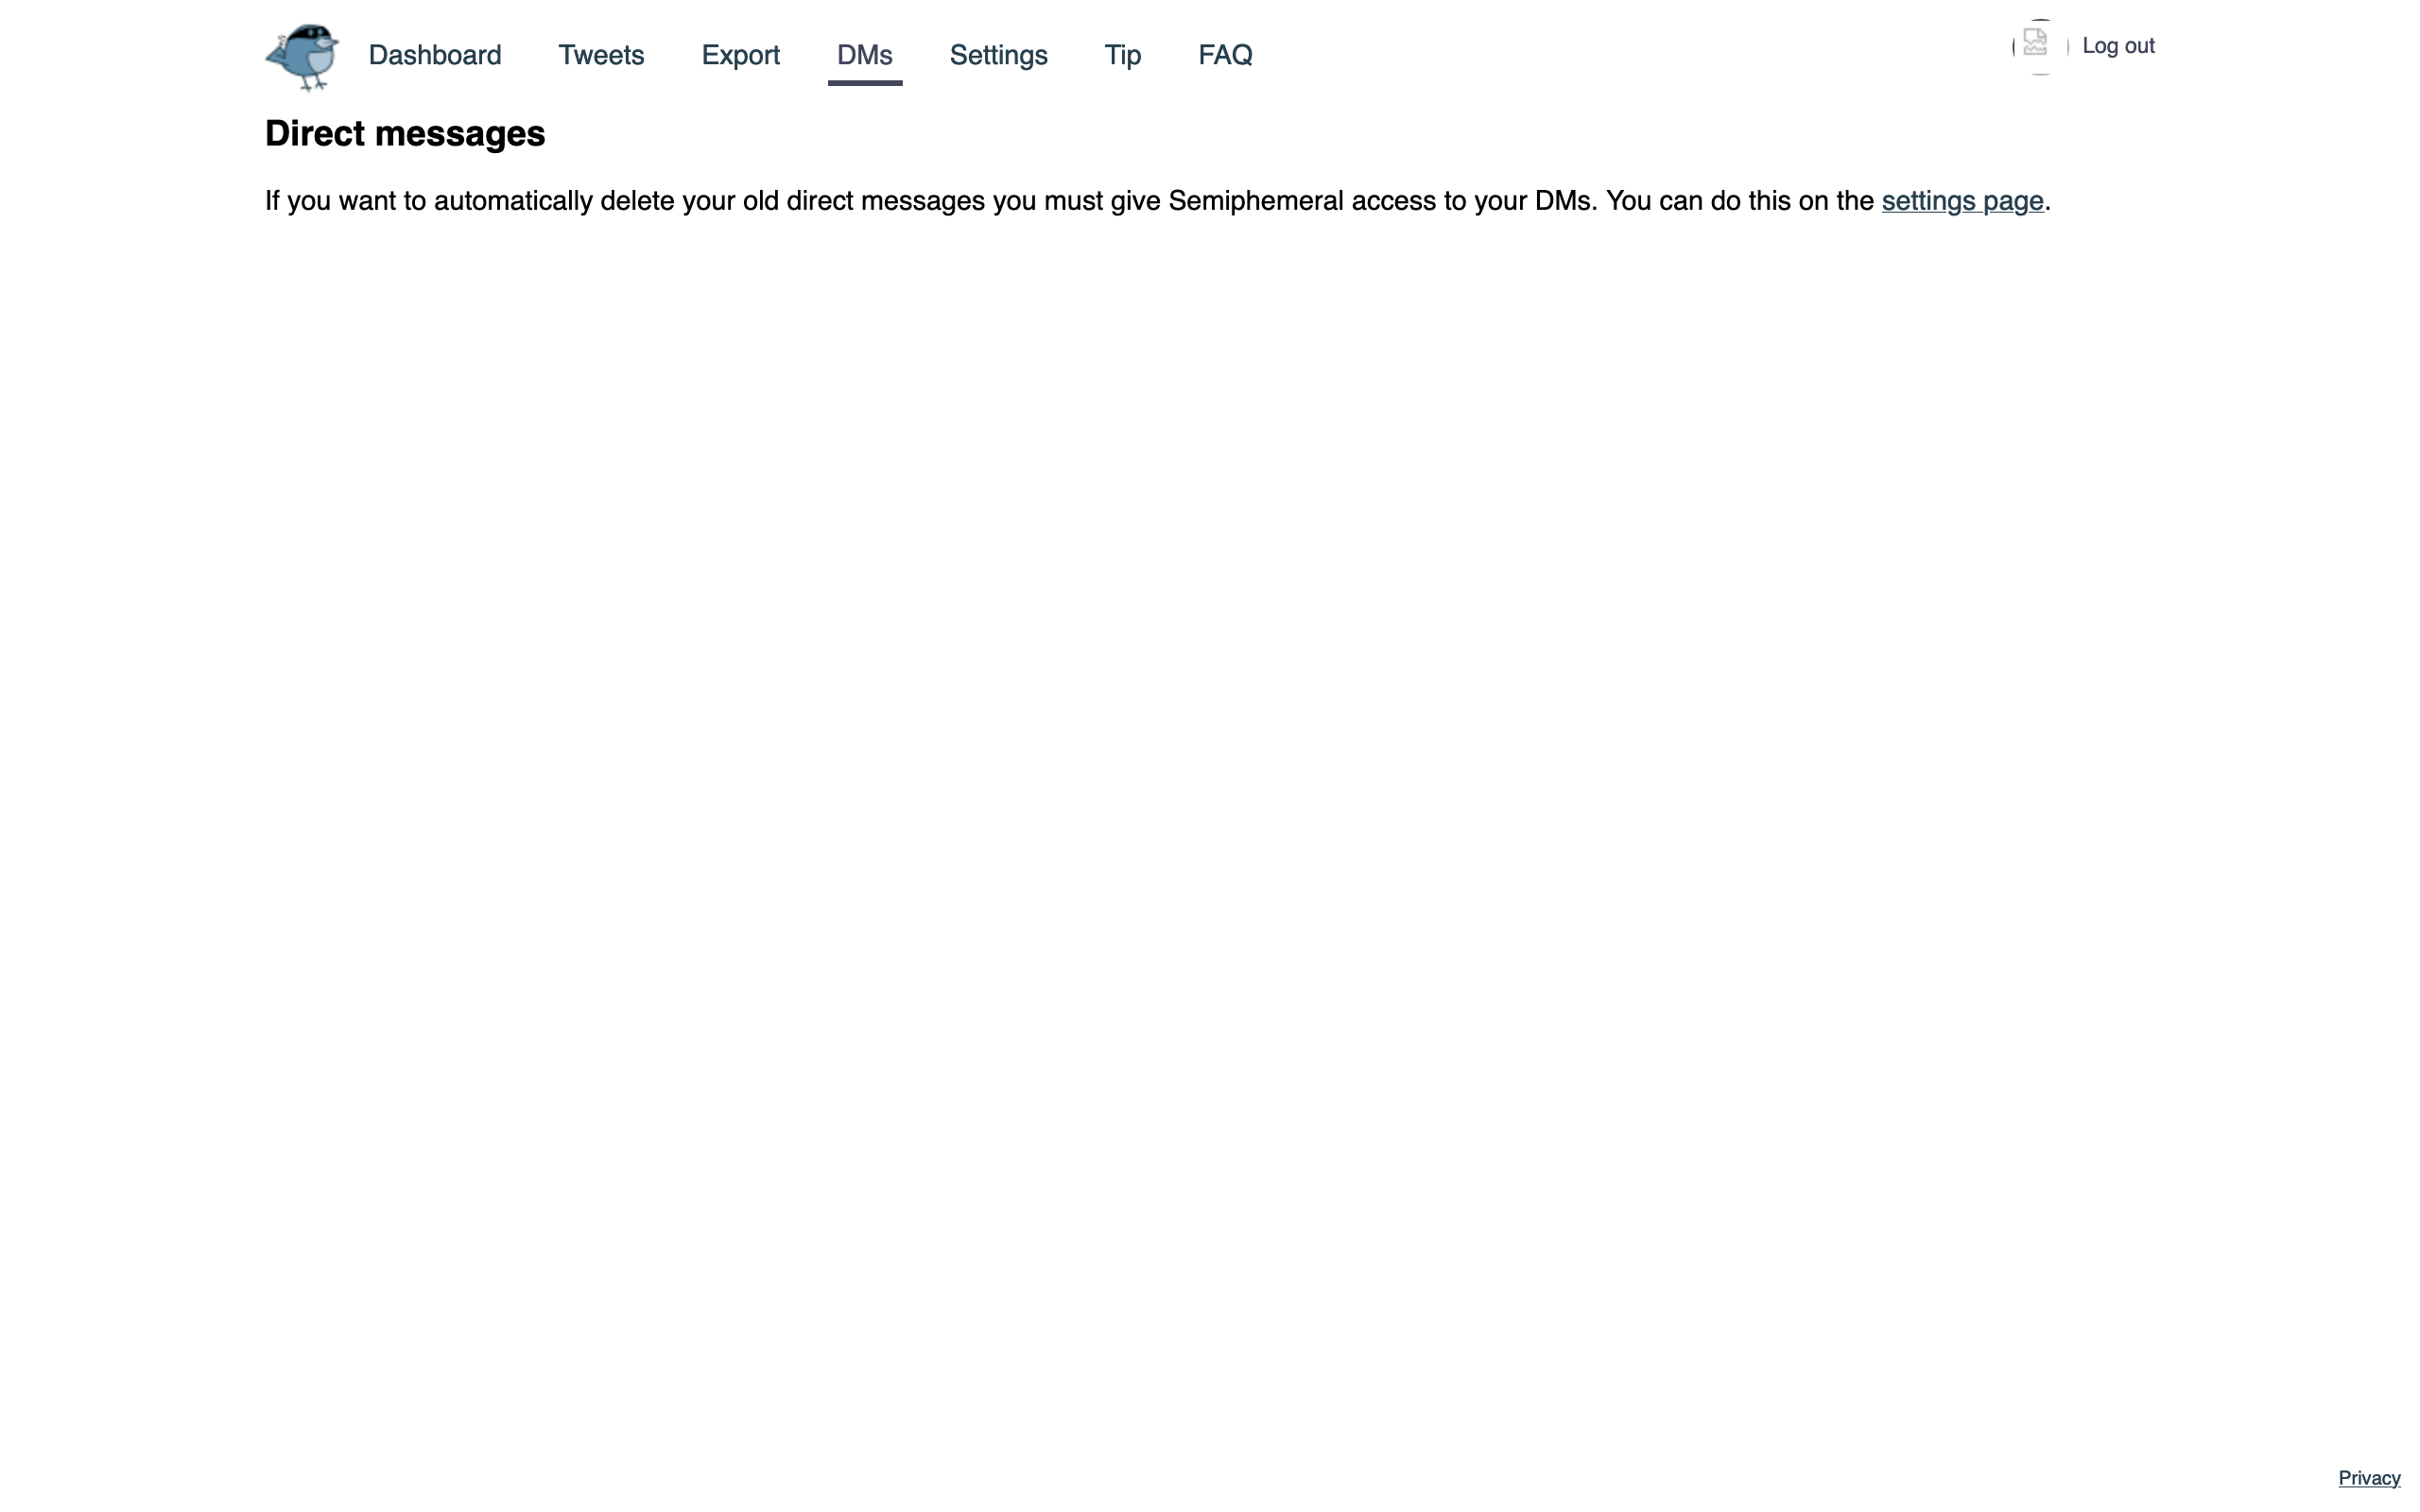 Dashboard Tweets Export DMs Settings Tip FAQ Log out
Direct messages
If you want to automatically delete your old direct messages you must give Semiphemeral access to your DMs. You can do this on the settings page.
Privacy